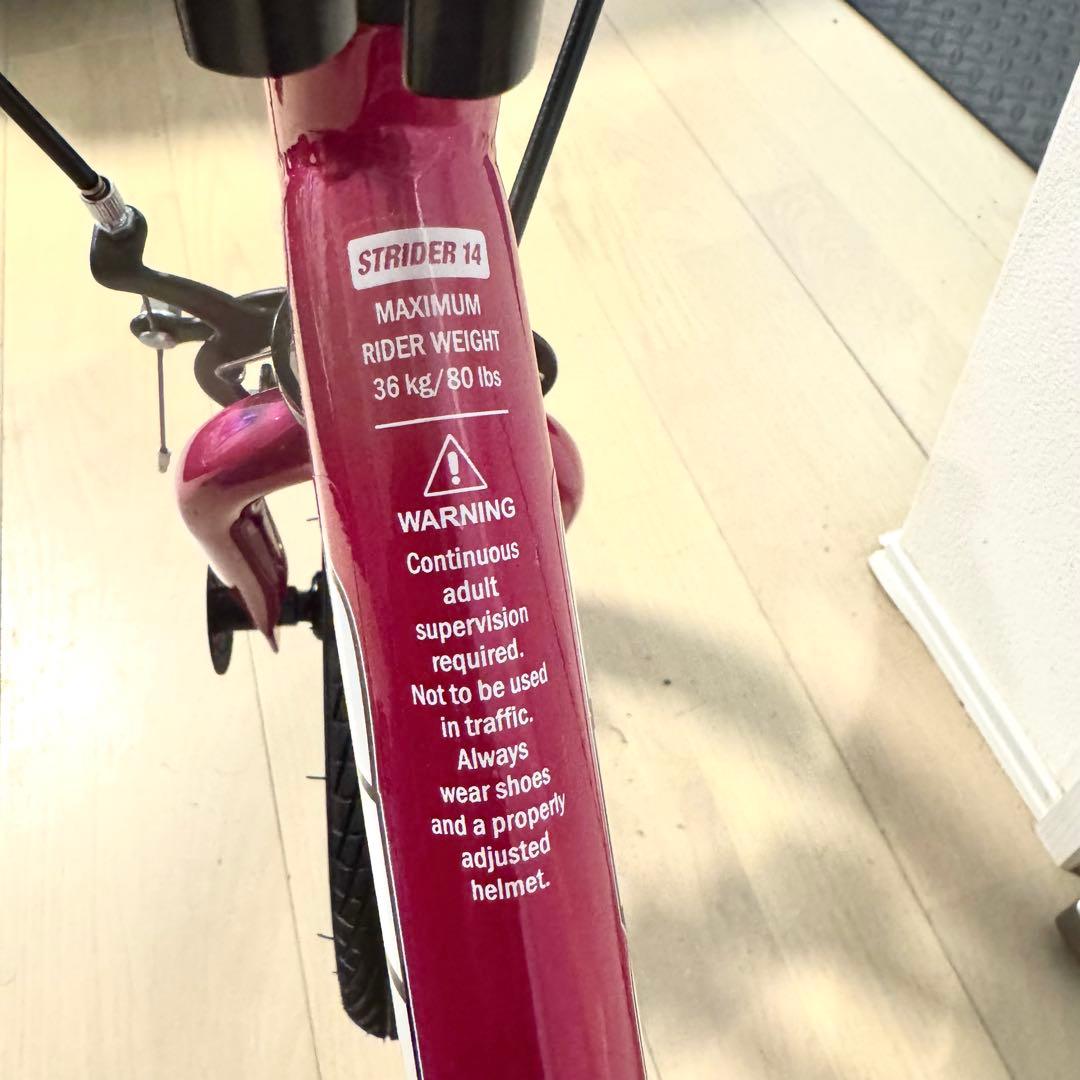 STRIDER 14
MAXIMUM
RIDER WEIGHT
36 kg/80 lbs
WARNING
Continuous
adult
supervision
required.
Not to be used
in traffic.
Always
wear shoes
and a properly
adjusted
helmet.